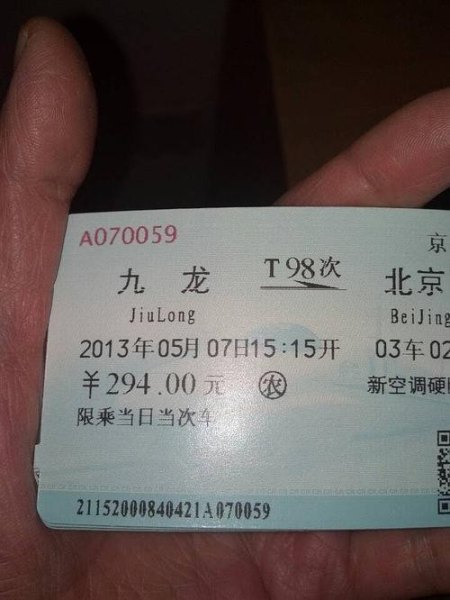 A070059
京
九 龙 T98次 北京
JiuLong BeiJing
2013年05月07日15:15开 03车02
￥294.00元 农 新空调硬
限乘当日当次车
21152000840421A070059